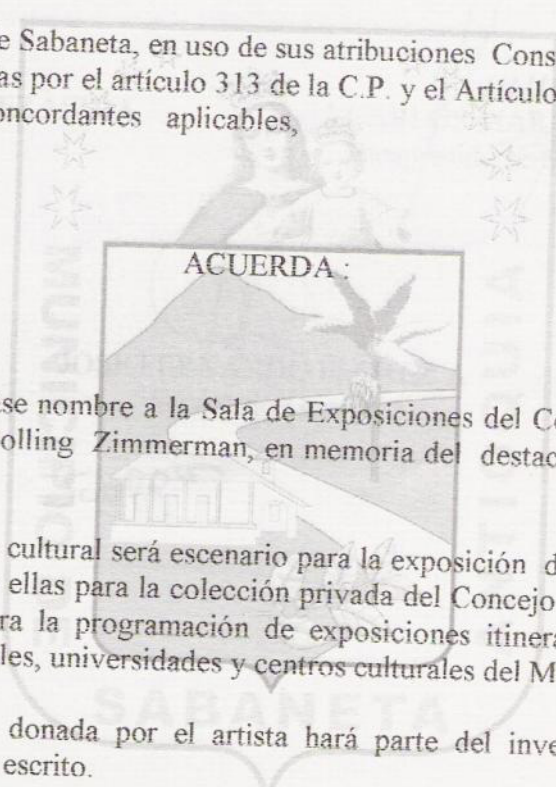 e Sabaneta, en uso de sus atribuciones Cons
as por el artículo 313 de la C.P. y el Artículo
oncordantes aplicables,
ACUERDA :
se nombre a la Sala de Exposiciones del C
olling Zimmerman, en memoria del destac
cultural será escenario para la exposición d
ellas para la colección privada del Concejo
ra la programación de exposiciones itinera
les, universidades y centros culturales del M
SABANETA
donada por el artista hará parte del inve
escrito.